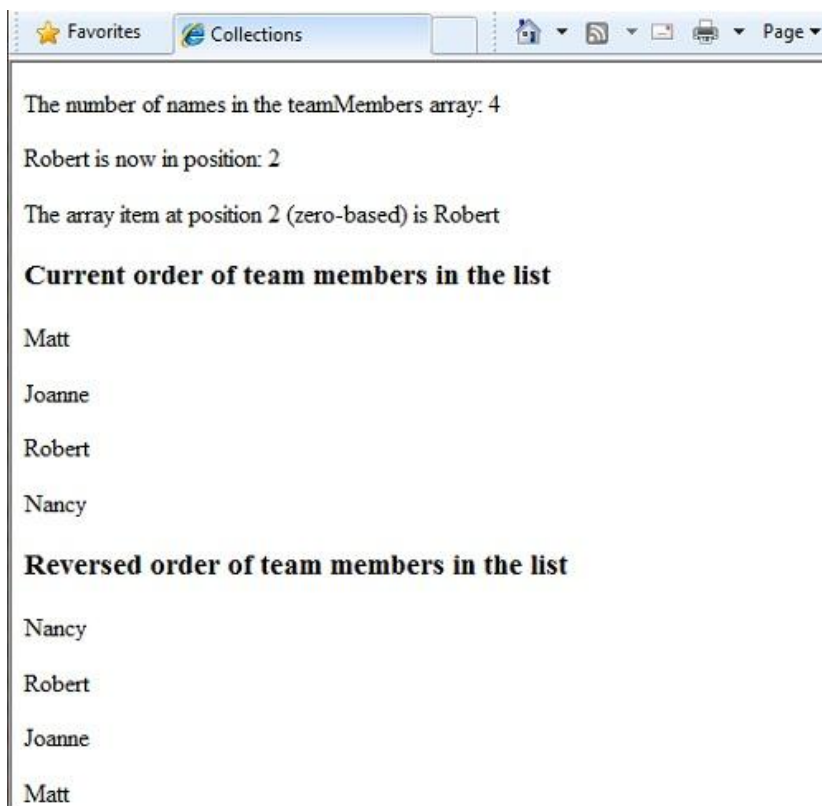 Favorites
Collections
Page
The number of names in the teamMembers array: 4
Robert is now in position: 2
The array item at position 2 (zero-based) is Robert
Current order of team members in the list
Matt
Joanne
Robert
Nancy
Reversed order of team members in the list
Nancy
Robert
Joanne
Matt